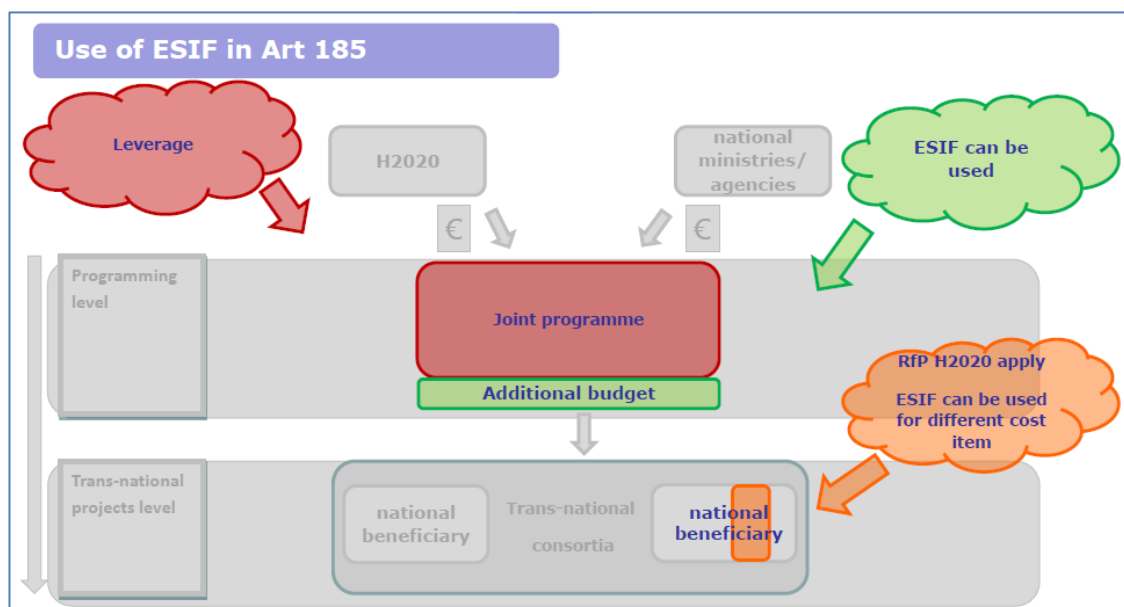 Use of ESIF in Art 185
Leverage
H2020
national
ministries/
agencies
ESIF can be
used
€
€
Programming
level
Joint programme
Additional budget
RfP H2020 apply
ESIF can be used
for different cost
item
Trans-national
projects level
national
beneficiary
Trans-national
consortia
national
beneficiary